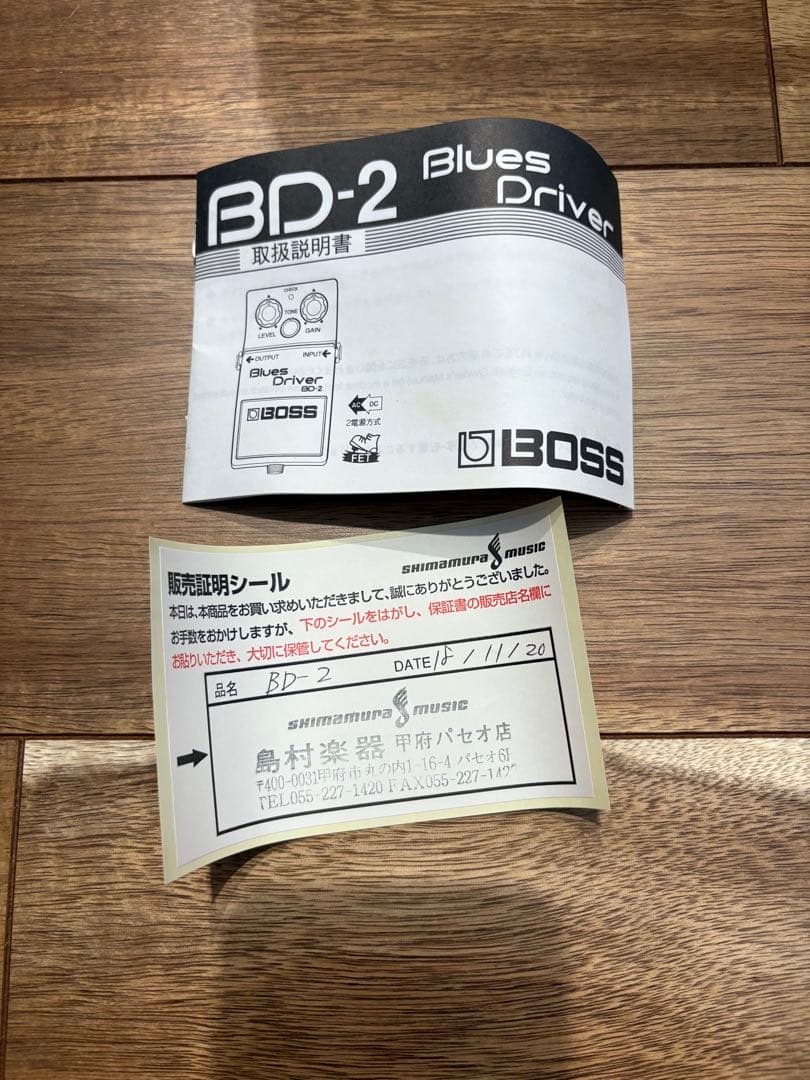 BD-2 Blues Driver
取扱説明書
CHECK
TONE
LEVEL GAIN
OUTPUT INPUT
Blues Driver
BD-2
BOSS
AC DC
2電源方式
FET
BOSS
SHIMAMURA MUSIC
販売証明シール
本日は、本商品をお買い求めいただきまして、誠にありがとうございました。
お手数をおかけしますが、下のシールをはがし、保証書の販売店名欄に
お貼りいただき、大切に保管してください。
品名 BD-2 DATE 18/11/20
SHIMAMURA MUSIC
島村楽器 甲府パセオ店
〒400-0031甲府市丸の内1-16-4 パセオ6F
TEL055-227-1420 FAX055-227-142